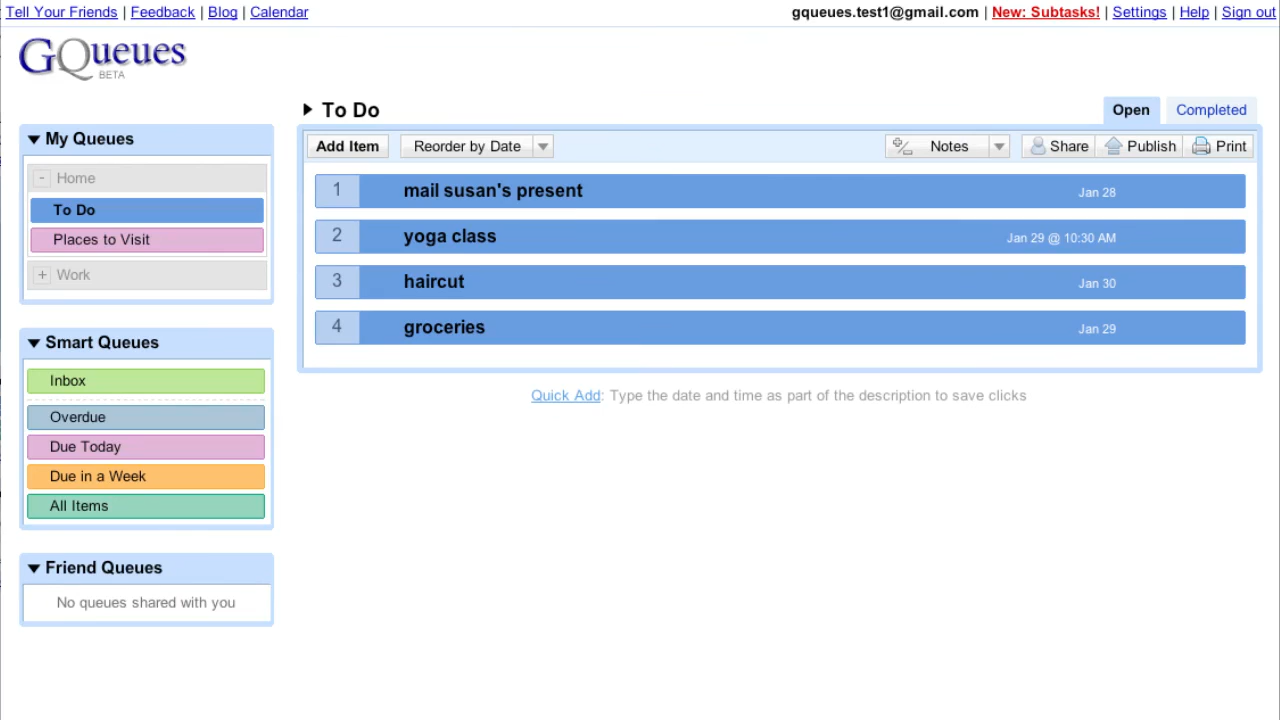 Tell Your Friends | Feedback | Blog | Calendar
gqueues.test1@gmail.com | New: Subtasks! | Settings | Help | Sign out
GQueues
BETA
My Queues
- Home
To Do
Places to Visit
+ Work
Smart Queues
Inbox
Overdue
Due Today
Due in a Week
All Items
Friend Queues
No queues shared with you
To Do
Open Completed
Add Item Reorder by Date Notes Share Publish Print
1 mail susan's present Jan 28
2 yoga class Jan 29 @ 10:30 AM
3 haircut Jan 30
4 groceries Jan 29
Quick Add: Type the date and time as part of the description to save clicks